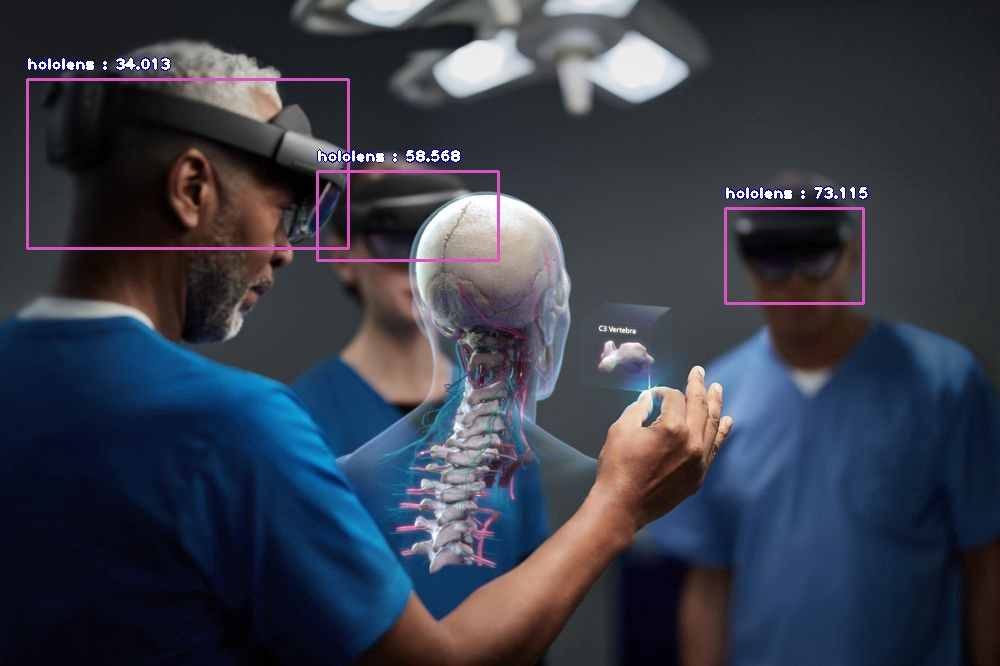 hololens : 34.013
hololens : 58.568
hololens : 73.115
C3 Vertebra